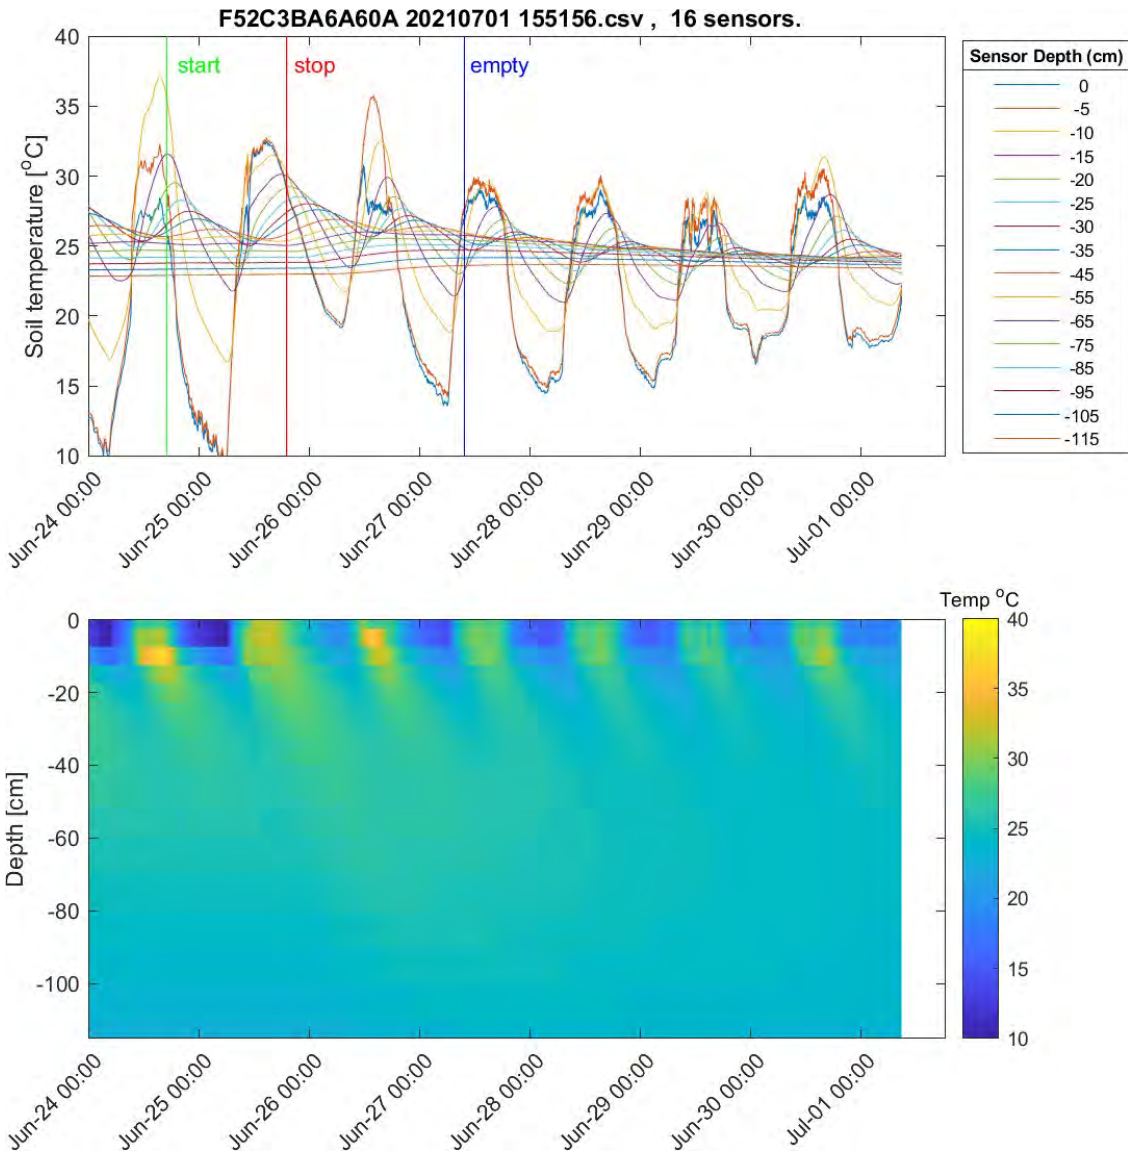 F52C3BA6A60A 20210701 155156.csv , 16 sensors.
40
35
30
25
20
15
10
Soil temperature [°C]
start
stop
empty
Jun-24 00:00
Jun-25 00:00
Jun-26 00:00
Jun-27 00:00
Jun-28 00:00
Jun-29 00:00
Jun-30 00:00
Jul-01 00:00
Sensor Depth (cm)
0
-5
-10
-15
-20
-25
-30
-35
-45
-55
-65
-75
-85
-95
-105
-115
0
-20
-40
-60
-80
-100
Depth [cm]
Jun-24 00:00
Jun-25 00:00
Jun-26 00:00
Jun-27 00:00
Jun-28 00:00
Jun-29 00:00
Jun-30 00:00
Jul-01 00:00
Temp °C
40
35
30
25
20
15
10